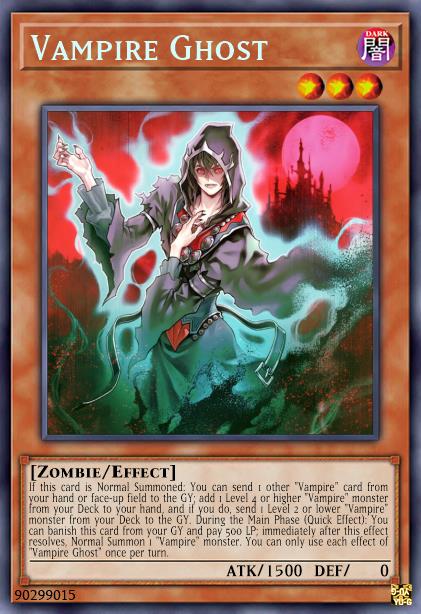 Vampire Ghost
DARK
闇
[Zombie/Effect]
If this card is Normal Summoned: You can send 1 other "Vampire" card from
your hand or face-up field to the GY; add 1 Level 4 or higher "Vampire" monster
from your Deck to your hand, and if you do, send 1 Level 2 or lower "Vampire"
monster from your Deck to the GY. During the Main Phase (Quick Effect): You
can banish this card from your GY and pay 500 LP; immediately after this effect
resolves, Normal Summon 1 "Vampire" monster. You can only use each effect of
"Vampire Ghost" once per turn.
ATK/1500 DEF/ 0
90299015